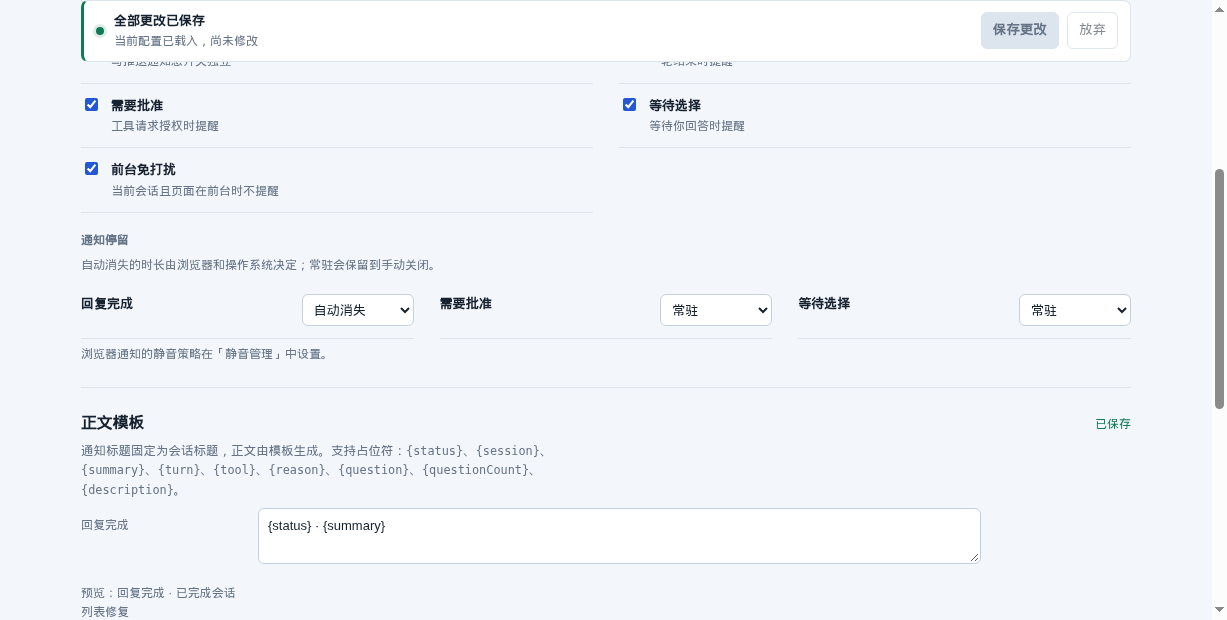 全部更改已保存
当前配置已载入，尚未修改
保存更改
放弃
需要批准
工具请求授权时提醒
等待选择
等待你回答时提醒
前台免打扰
当前会话且页面在前台时不提醒
通知停留
自动消失的时长由浏览器和操作系统决定；常驻会保留到手动关闭。
回复完成
自动消失
需要批准
常驻
等待选择
常驻
浏览器通知的静音策略在「静音管理」中设置。
正文模板
已保存
通知标题固定为会话标题，正文由模板生成。支持占位符：{status}、{session}、
{summary}、{turn}、{tool}、{reason}、{question}、{questionCount}、
{description}。
回复完成
{status} · {summary}
预览：回复完成 · 已完成会话
列表修复